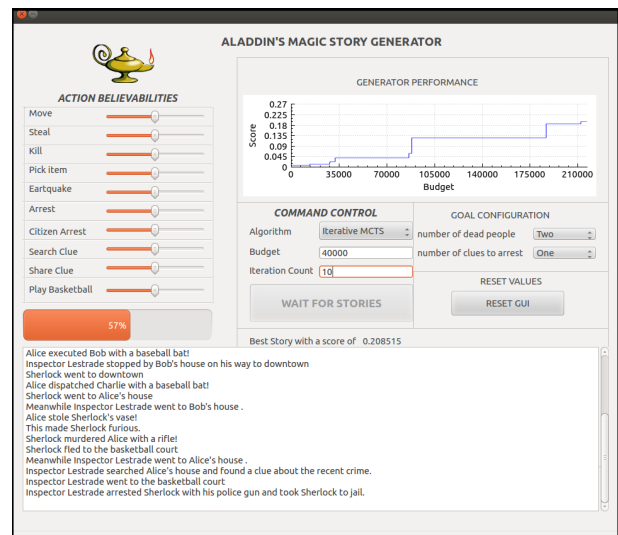 ALADDIN'S MAGIC STORY GENERATOR
ACTION BELIEVABILITIES
Move
Steal
Kill
Pick item
Eartquake
Arrest
Citizen Arrest
Search Clue
Share Clue
Play Basketball
57%
GENERATOR PERFORMANCE
0.27
0.225
0.18
0.135
0.09
0.045
0
Score
0 35000 70000 105000 140000 175000 210000
Budget
COMMAND CONTROL
Algorithm Iterative MCTS
Budget 40000
Iteration Count 10
WAIT FOR STORIES
GOAL CONFIGURATION
number of dead people Two
number of clues to arrest One
RESET VALUES
RESET GUI
Best Story with a score of 0.208515
Alice executed Bob with a baseball bat!
Inspector Lestrade stopped by Bob's house on his way to downtown
Sherlock went to downtown
Alice dispatched Charlie with a baseball bat!
Sherlock went to Alice's house
Meanwhile Inspector Lestrade went to Bob's house .
Alice stole Sherlock's vase!
This made Sherlock furious.
Sherlock murdered Alice with a rifle!
Sherlock fled to the basketball court
Meanwhile Inspector Lestrade went to Alice's house .
Inspector Lestrade searched Alice's house and found a clue about the recent crime.
Inspector Lestrade went to the basketball court
Inspector Lestrade arrested Sherlock with his police gun and took Sherlock to jail.